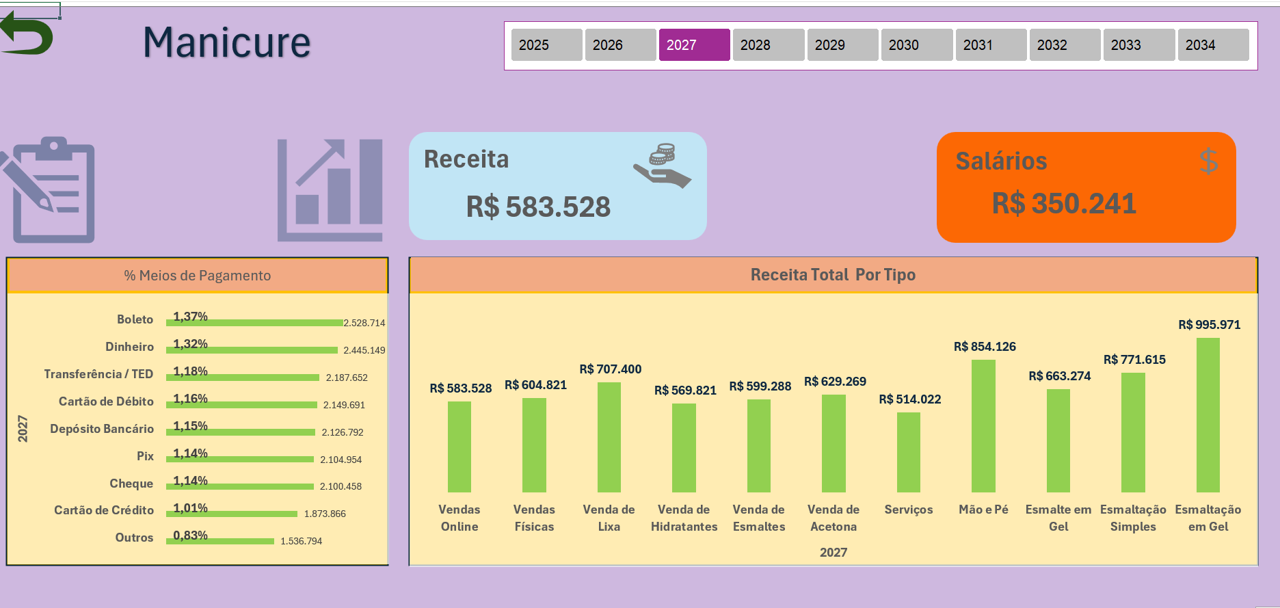 Manicure
2025 2026 2027 2028 2029 2030 2031 2032 2033 2034
Receita
R$ 583.528
Salários
$
R$ 350.241
% Meios de Pagamento
Boleto 1,37% 2.528.714
Dinheiro 1,32% 2.445.149
Transferência / TED 1,18% 2.187.652
Cartão de Débito 1,16% 2.149.691
Depósito Bancário 1,15% 2.126.792
Pix 1,14% 2.104.954
Cheque 1,14% 2.100.458
Cartão de Crédito 1,01% 1.873.866
Outros 0,83% 1.536.794
2027
Receita Total Por Tipo
R$ 583.528 R$ 604.821 R$ 707.400 R$ 569.821 R$ 599.288 R$ 629.269 R$ 514.022 R$ 854.126 R$ 663.274 R$ 771.615 R$ 995.971
Vendas Vendas Venda de Venda de Venda de Venda de Serviços Mão e Pé Esmalte em Esmaltação Esmaltação
Online Físicas Lixa Hidratantes Esmaltes Acetona Gel Simples em Gel
2027